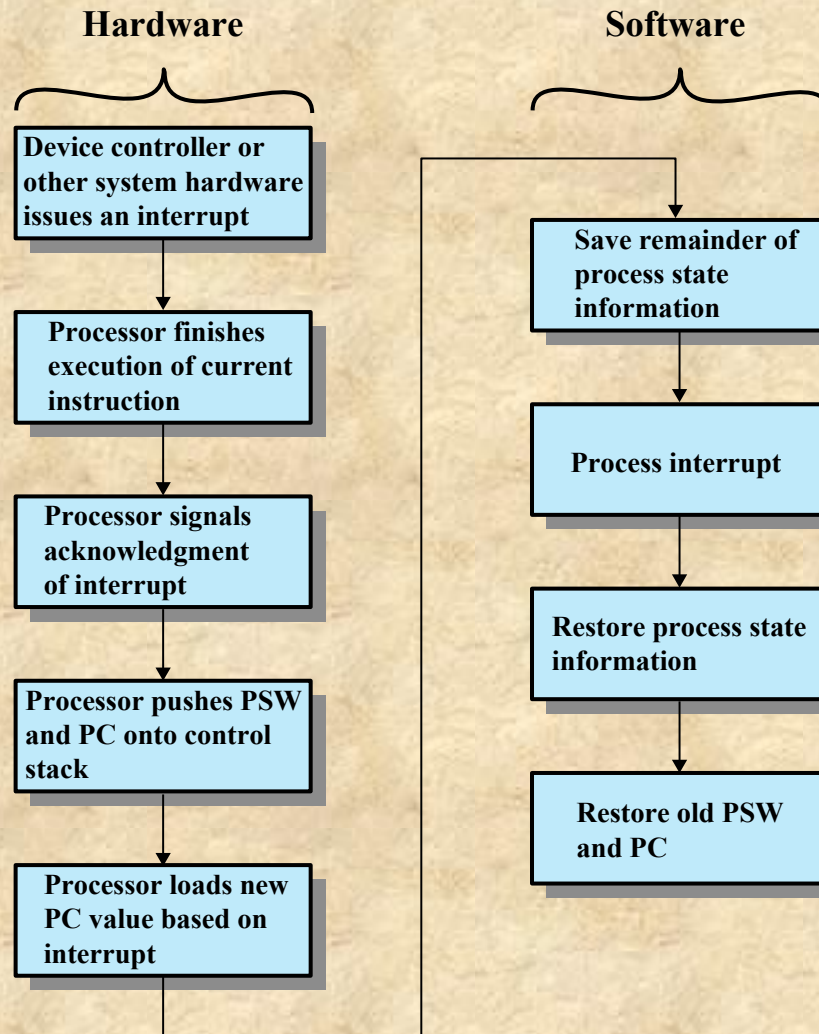 Hardware
Device controller or
other system hardware
issues an interrupt
Processor finishes
execution of current
instruction
Processor signals
acknowledgment
of interrupt
Processor pushes PSW
and PC onto control
stack
Processor loads new
PC value based on
interrupt
Software
Save remainder of
process state
information
Process interrupt
Restore process state
information
Restore old PSW
and PC